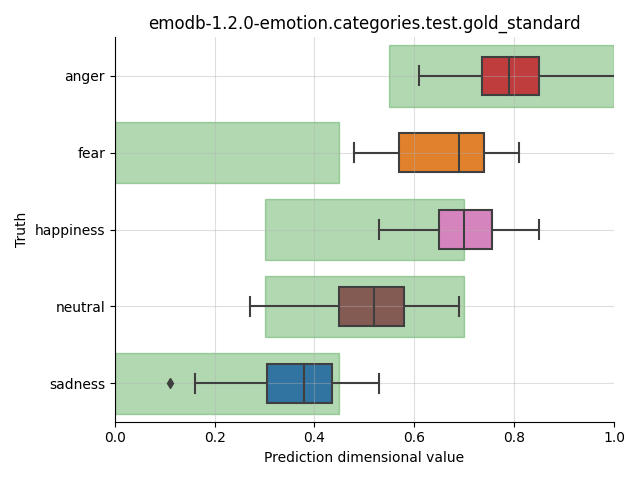 emodb-1.2.0-emotion.categories.test.gold_standard
anger
fear
happiness
neutral
sadness
Truth
0.0 0.2 0.4 0.6 0.8 1.0
Prediction dimensional value